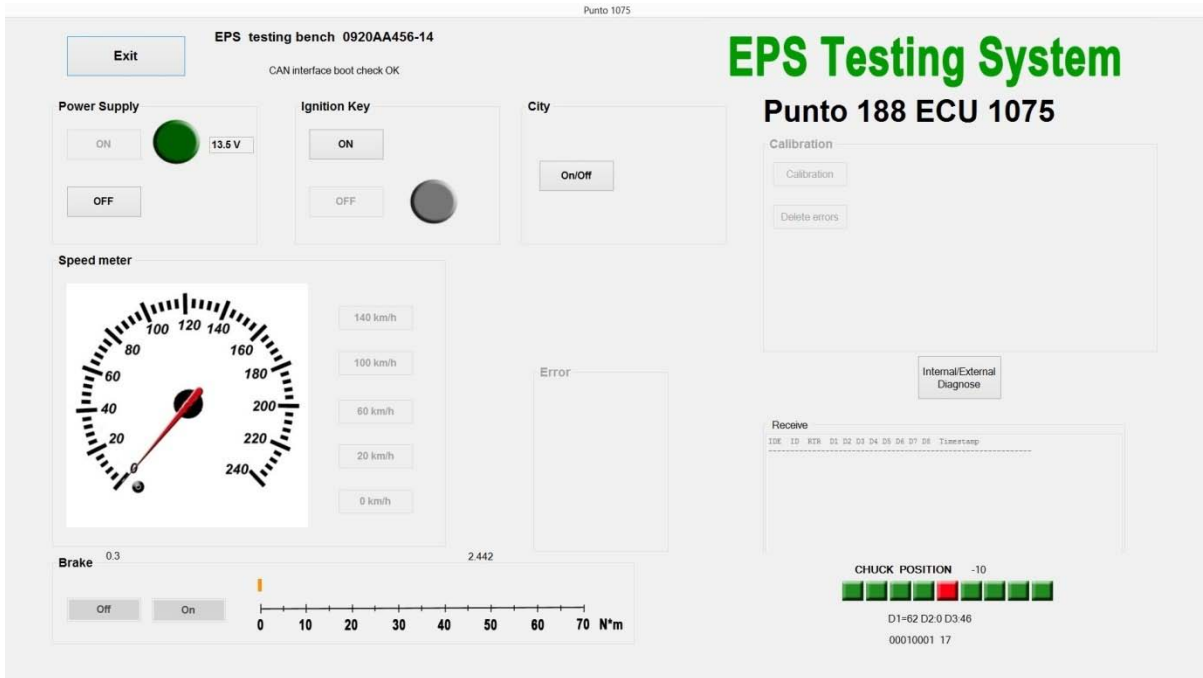 Punto 1075
Exit
EPS testing bench 0920AA456-14
CAN interface boot check OK
EPS Testing System
Punto 188 ECU 1075
Power Supply
ON
13.5 V
OFF
Ignition Key
ON
OFF
City
On/Off
Calibration
Calibration
Delete errors
Speed meter
0
20
40
60
80
100
120
140
160
180
200
220
240
140 km/h
100 km/h
60 km/h
20 km/h
0 km/h
Error
Internal/External
Diagnose
Receive
IDE ID RTR D1 D2 D3 D4 D5 D6 D7 D8 Timestamp
Brake
0.3
2.442
Off
On
0 10 20 30 40 50 60 70 N*m
CHUCK POSITION -10
D1=62 D2:0 D3:46
00010001 17